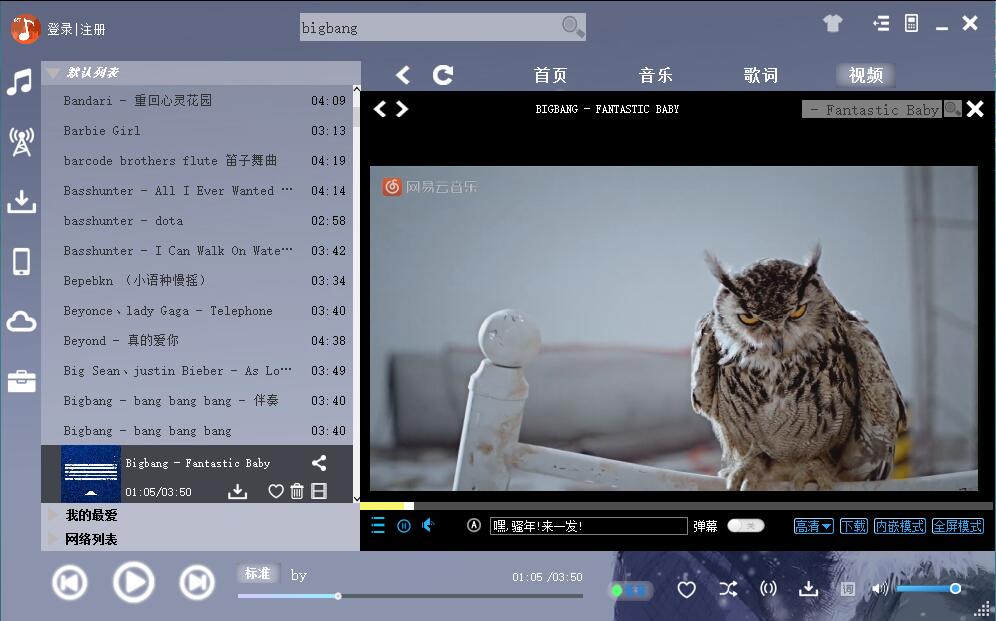 登录|注册
bigbang
默认列表
首页 音乐 歌词 视频
Bandari - 重回心灵花园 04:09
Barbie Girl 03:13
barcode brothers flute 笛子舞曲 04:19
Basshunter - All I Ever Wanted … 04:14
basshunter - dota 02:58
Basshunter - I Can Walk On Wate… 03:42
Bepebkn （小语种慢摇） 03:34
Beyonce、lady Gaga - Telephone 03:40
Beyond - 真的爱你 04:38
Big Sean、justin Bieber - As Lo… 03:49
Bigbang - bang bang bang - 伴奏 03:40
Bigbang - bang bang bang 03:40
Bigbang - Fantastic Baby
01:05/03:50
我的最爱
网络列表
BIGBANG - FANTASTIC BABY
- Fantastic Baby
网易云音乐
A
嘿,骚年!来一发!
弹幕
关
高清
下载
内嵌模式
全屏模式
标准 by 01:05 /03:50
词